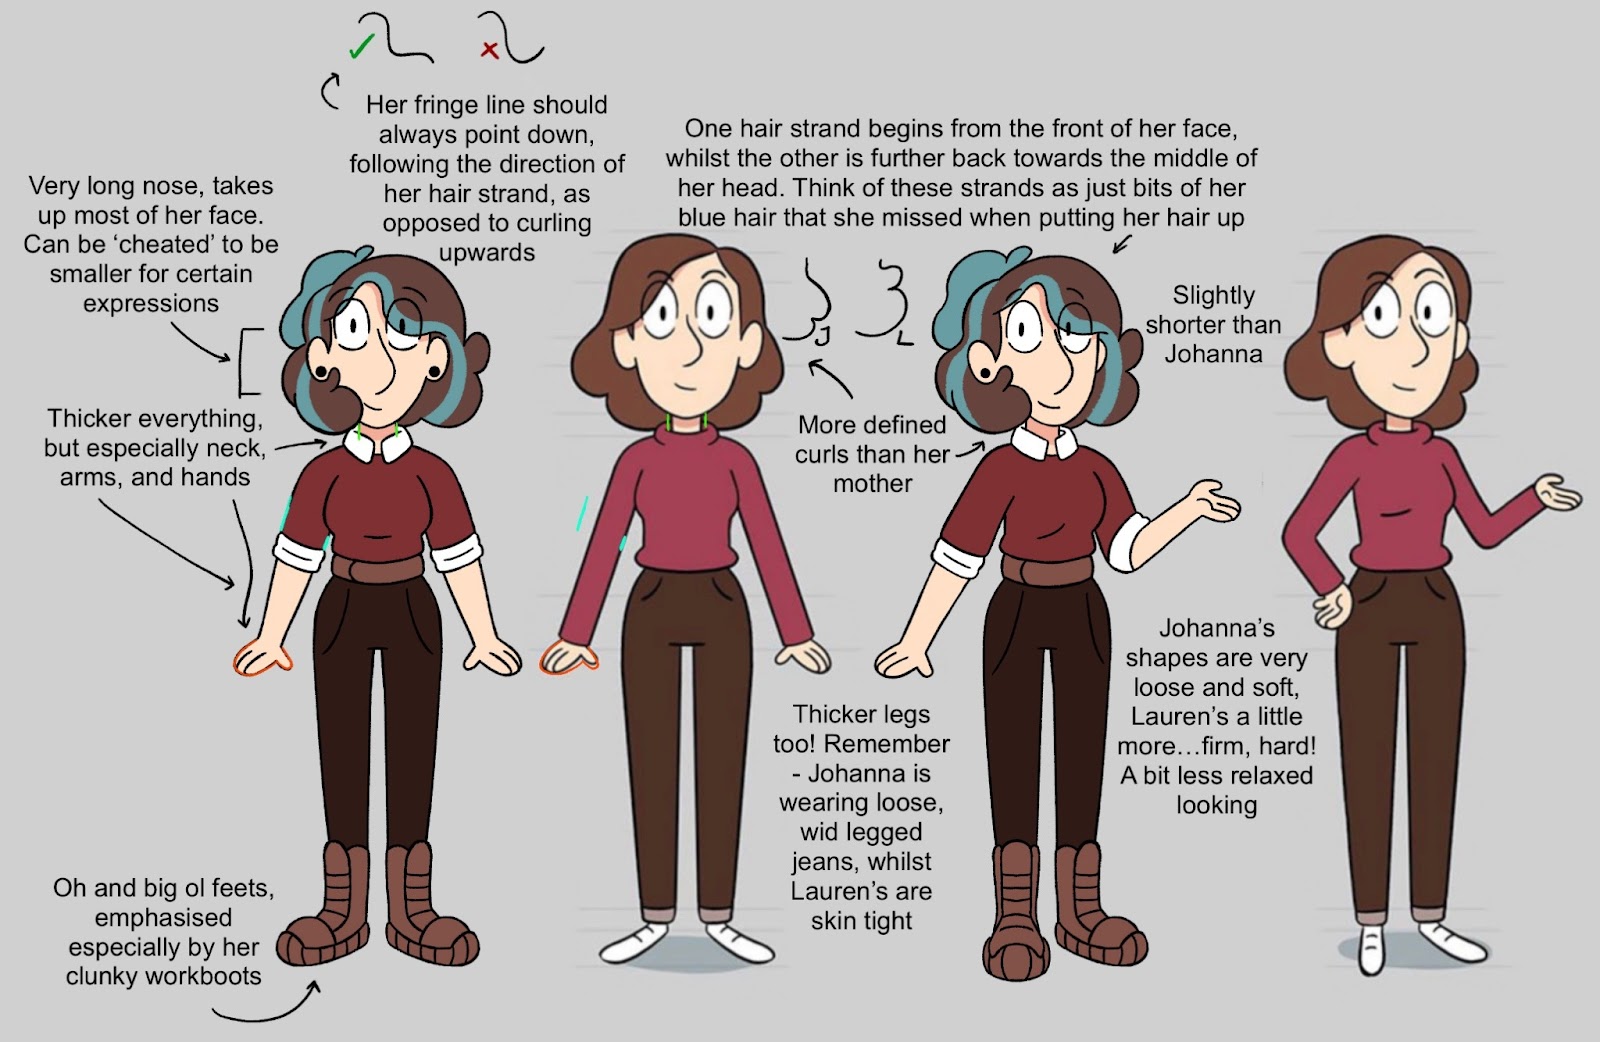 Her fringe line should
always point down,
following the direction of
her hair strand, as
opposed to curling
upwards
One hair strand begins from the front of her face,
whilst the other is further back towards the middle of
her head. Think of these strands as just bits of her
blue hair that she missed when putting her hair up
Very long nose, takes
up most of her face.
Can be ‘cheated’ to be
smaller for certain
expressions
Slightly
shorter than
Johanna
Thicker everything,
but especially neck,
arms, and hands
More defined
curls than her
mother
Johanna’s
shapes are very
loose and soft,
Lauren’s a little
more…firm, hard!
A bit less relaxed
looking
Thicker legs
too! Remember
- Johanna is
wearing loose,
wid legged
jeans, whilst
Lauren’s are
skin tight
Oh and big ol feets,
emphasised
especially by her
clunky workboots